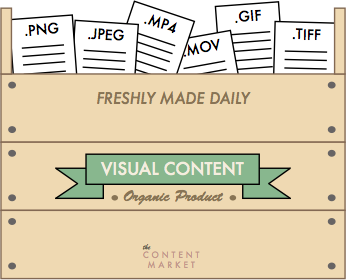 .PNG
.JPEG
.MP4
.MOV
.GIF
.TIFF
FRESHLY MADE DAILY
VISUAL CONTENT
• Organic Product •
the
CONTENT
MARKET